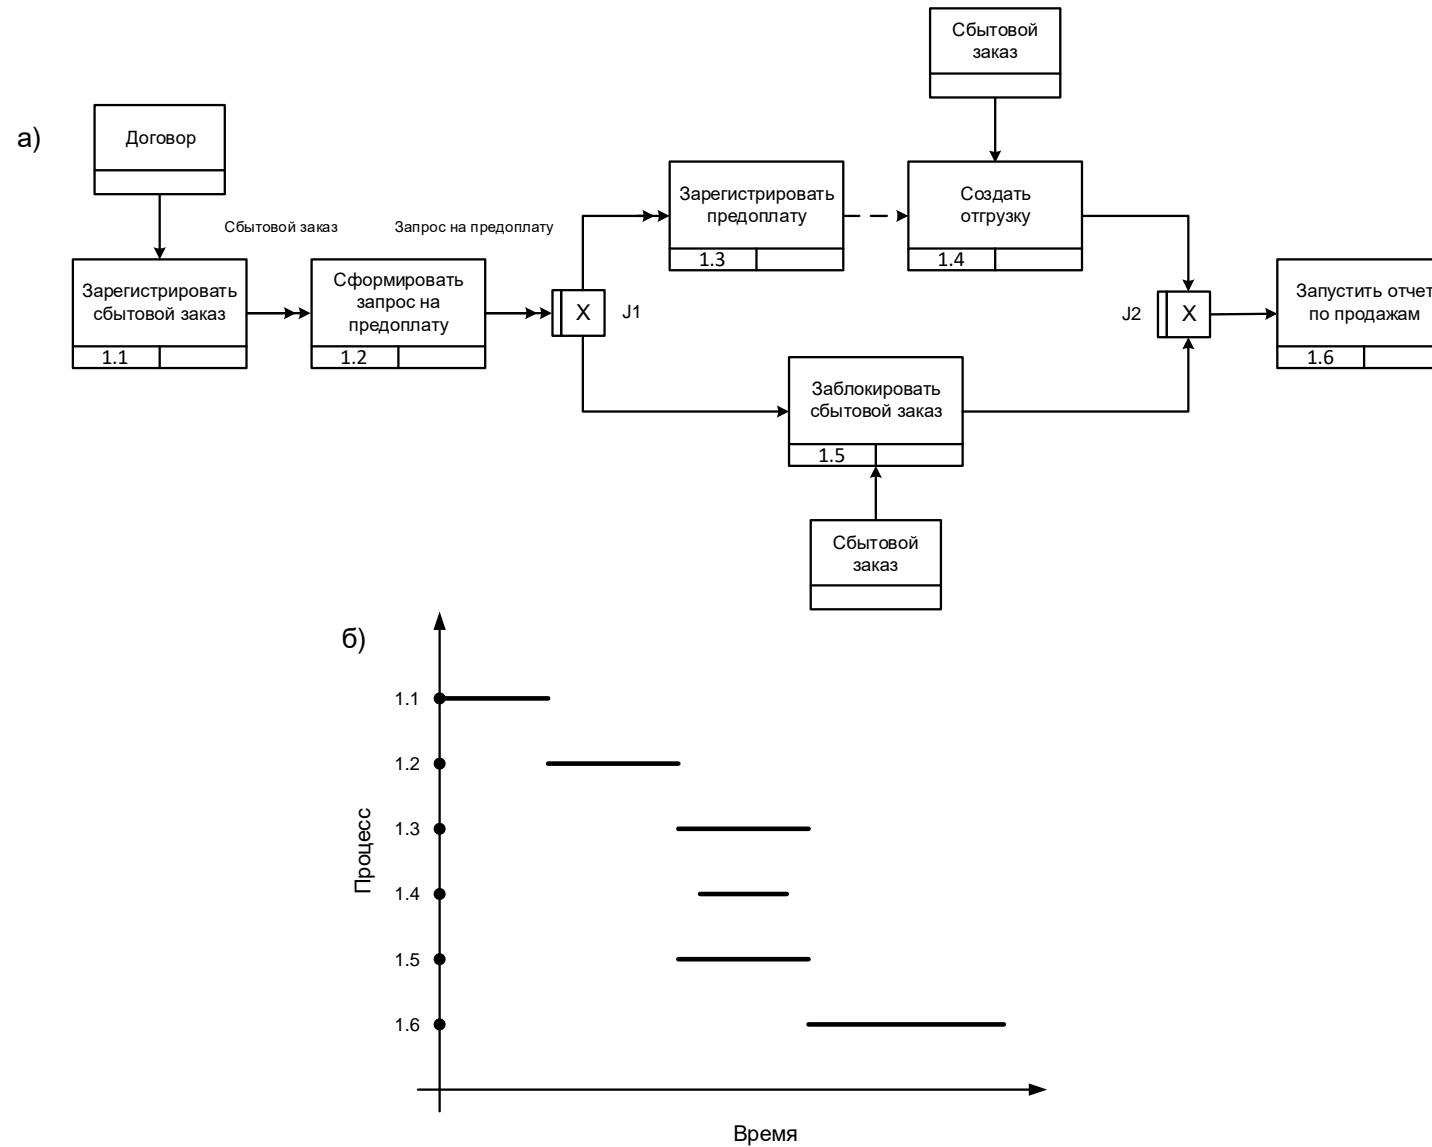 Сбытовой
заказ
а)
Договор
Зарегистрировать
предоплату
1.3
Создать
отгрузку
1.4
Сбытовой заказ
Запрос на предоплату
Зарегистрировать
сбытовой заказ
1.1
Сформировать
запрос на
предоплату
1.2
X
J1
J2
X
Запустить отчет
по продажам
1.6
Заблокировать
сбытовой заказ
1.5
Сбытовой
заказ
б)
Процесс
1.1
1.2
1.3
1.4
1.5
1.6
Время